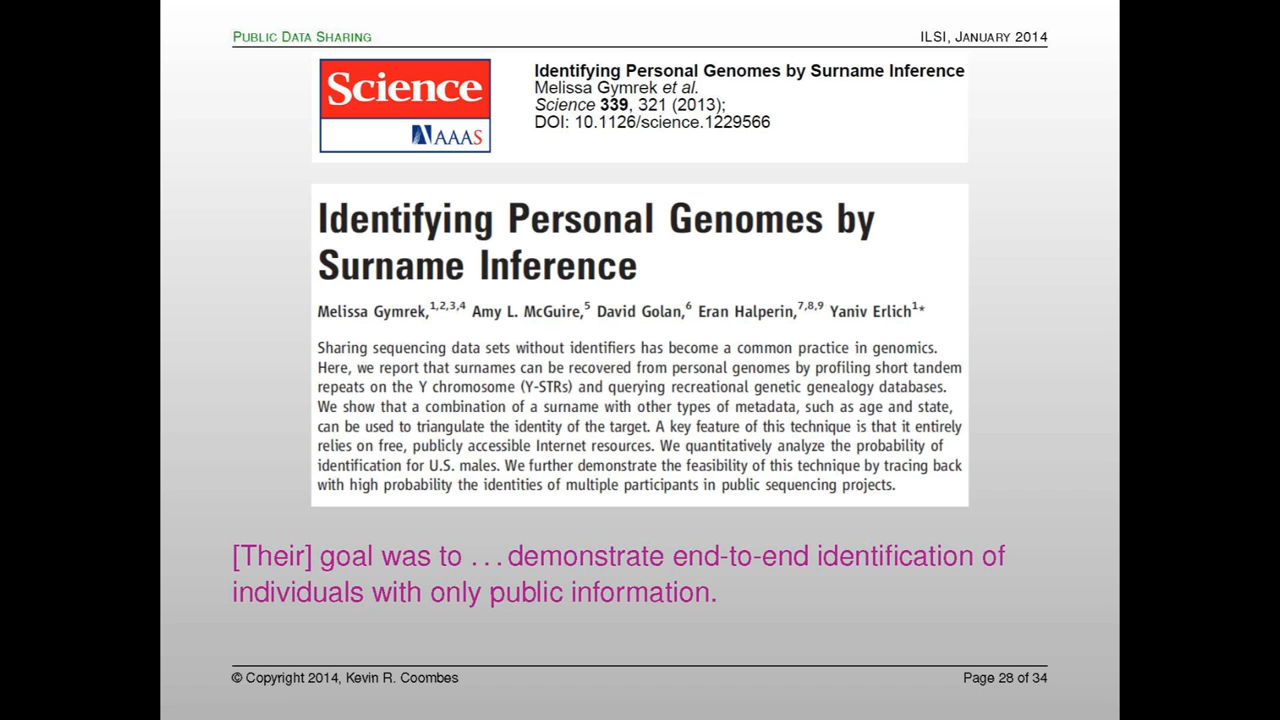 PUBLIC DATA SHARING
ILSI, JANUARY 2014
Science
AAAS
Identifying Personal Genomes by Surname Inference
Melissa Gymrek et al.
Science 339, 321 (2013);
DOI: 10.1126/science.1229566
Identifying Personal Genomes by
Surname Inference
Melissa Gymrek,1,2,3,4 Amy L. McGuire,5 David Golan,6 Eran Halperin,7,8,9 Yaniv Erlich1*
Sharing sequencing data sets without identifiers has become a common practice in genomics.
Here, we report that surnames can be recovered from personal genomes by profiling short tandem
repeats on the Y chromosome (Y-STRs) and querying recreational genetic genealogy databases.
We show that a combination of a surname with other types of metadata, such as age and state,
can be used to triangulate the identity of the target. A key feature of this technique is that it entirely
relies on free, publicly accessible Internet resources. We quantitatively analyze the probability of
identification for U.S. males. We further demonstrate the feasibility of this technique by tracing back
with high probability the identities of multiple participants in public sequencing projects.
[Their] goal was to . . . demonstrate end-to-end identification of
individuals with only public information.
© Copyright 2014, Kevin R. Coombes
Page 28 of 34